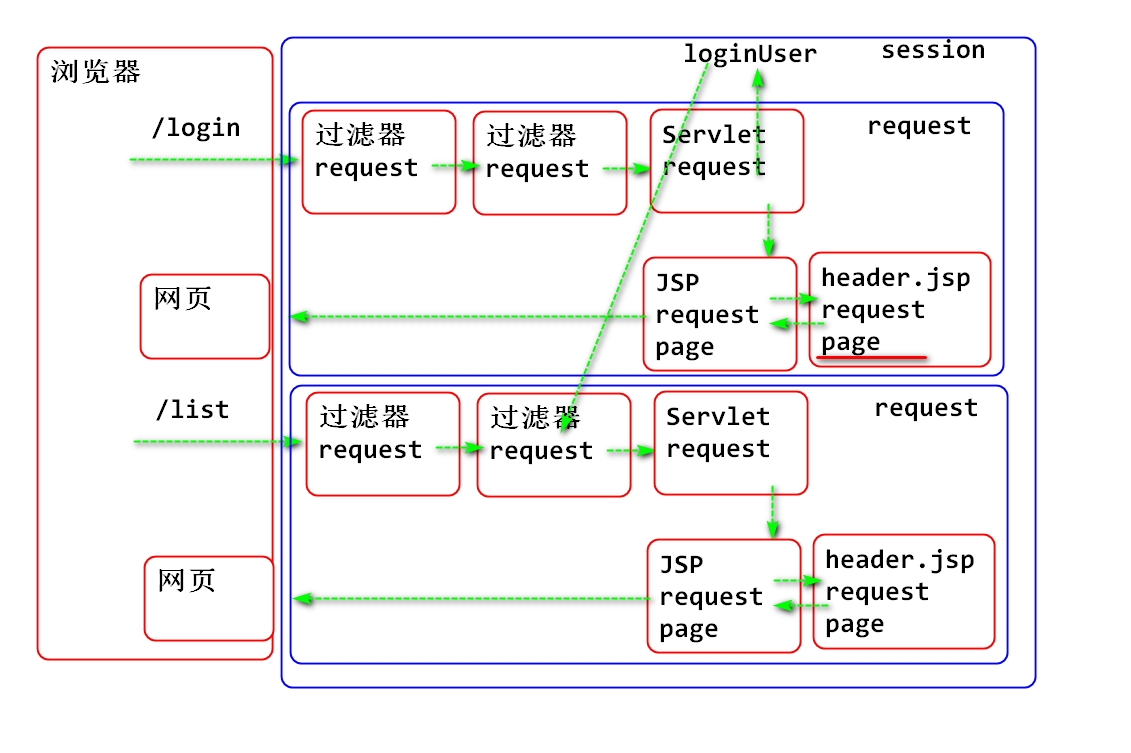 浏览器
loginUser
session
/login
过滤器
request
过滤器
request
Servlet
request
request
网页
JSP
request
page
header.jsp
request
page
/list
过滤器
request
过滤器
request
Servlet
request
request
网页
JSP
request
page
header.jsp
request
page